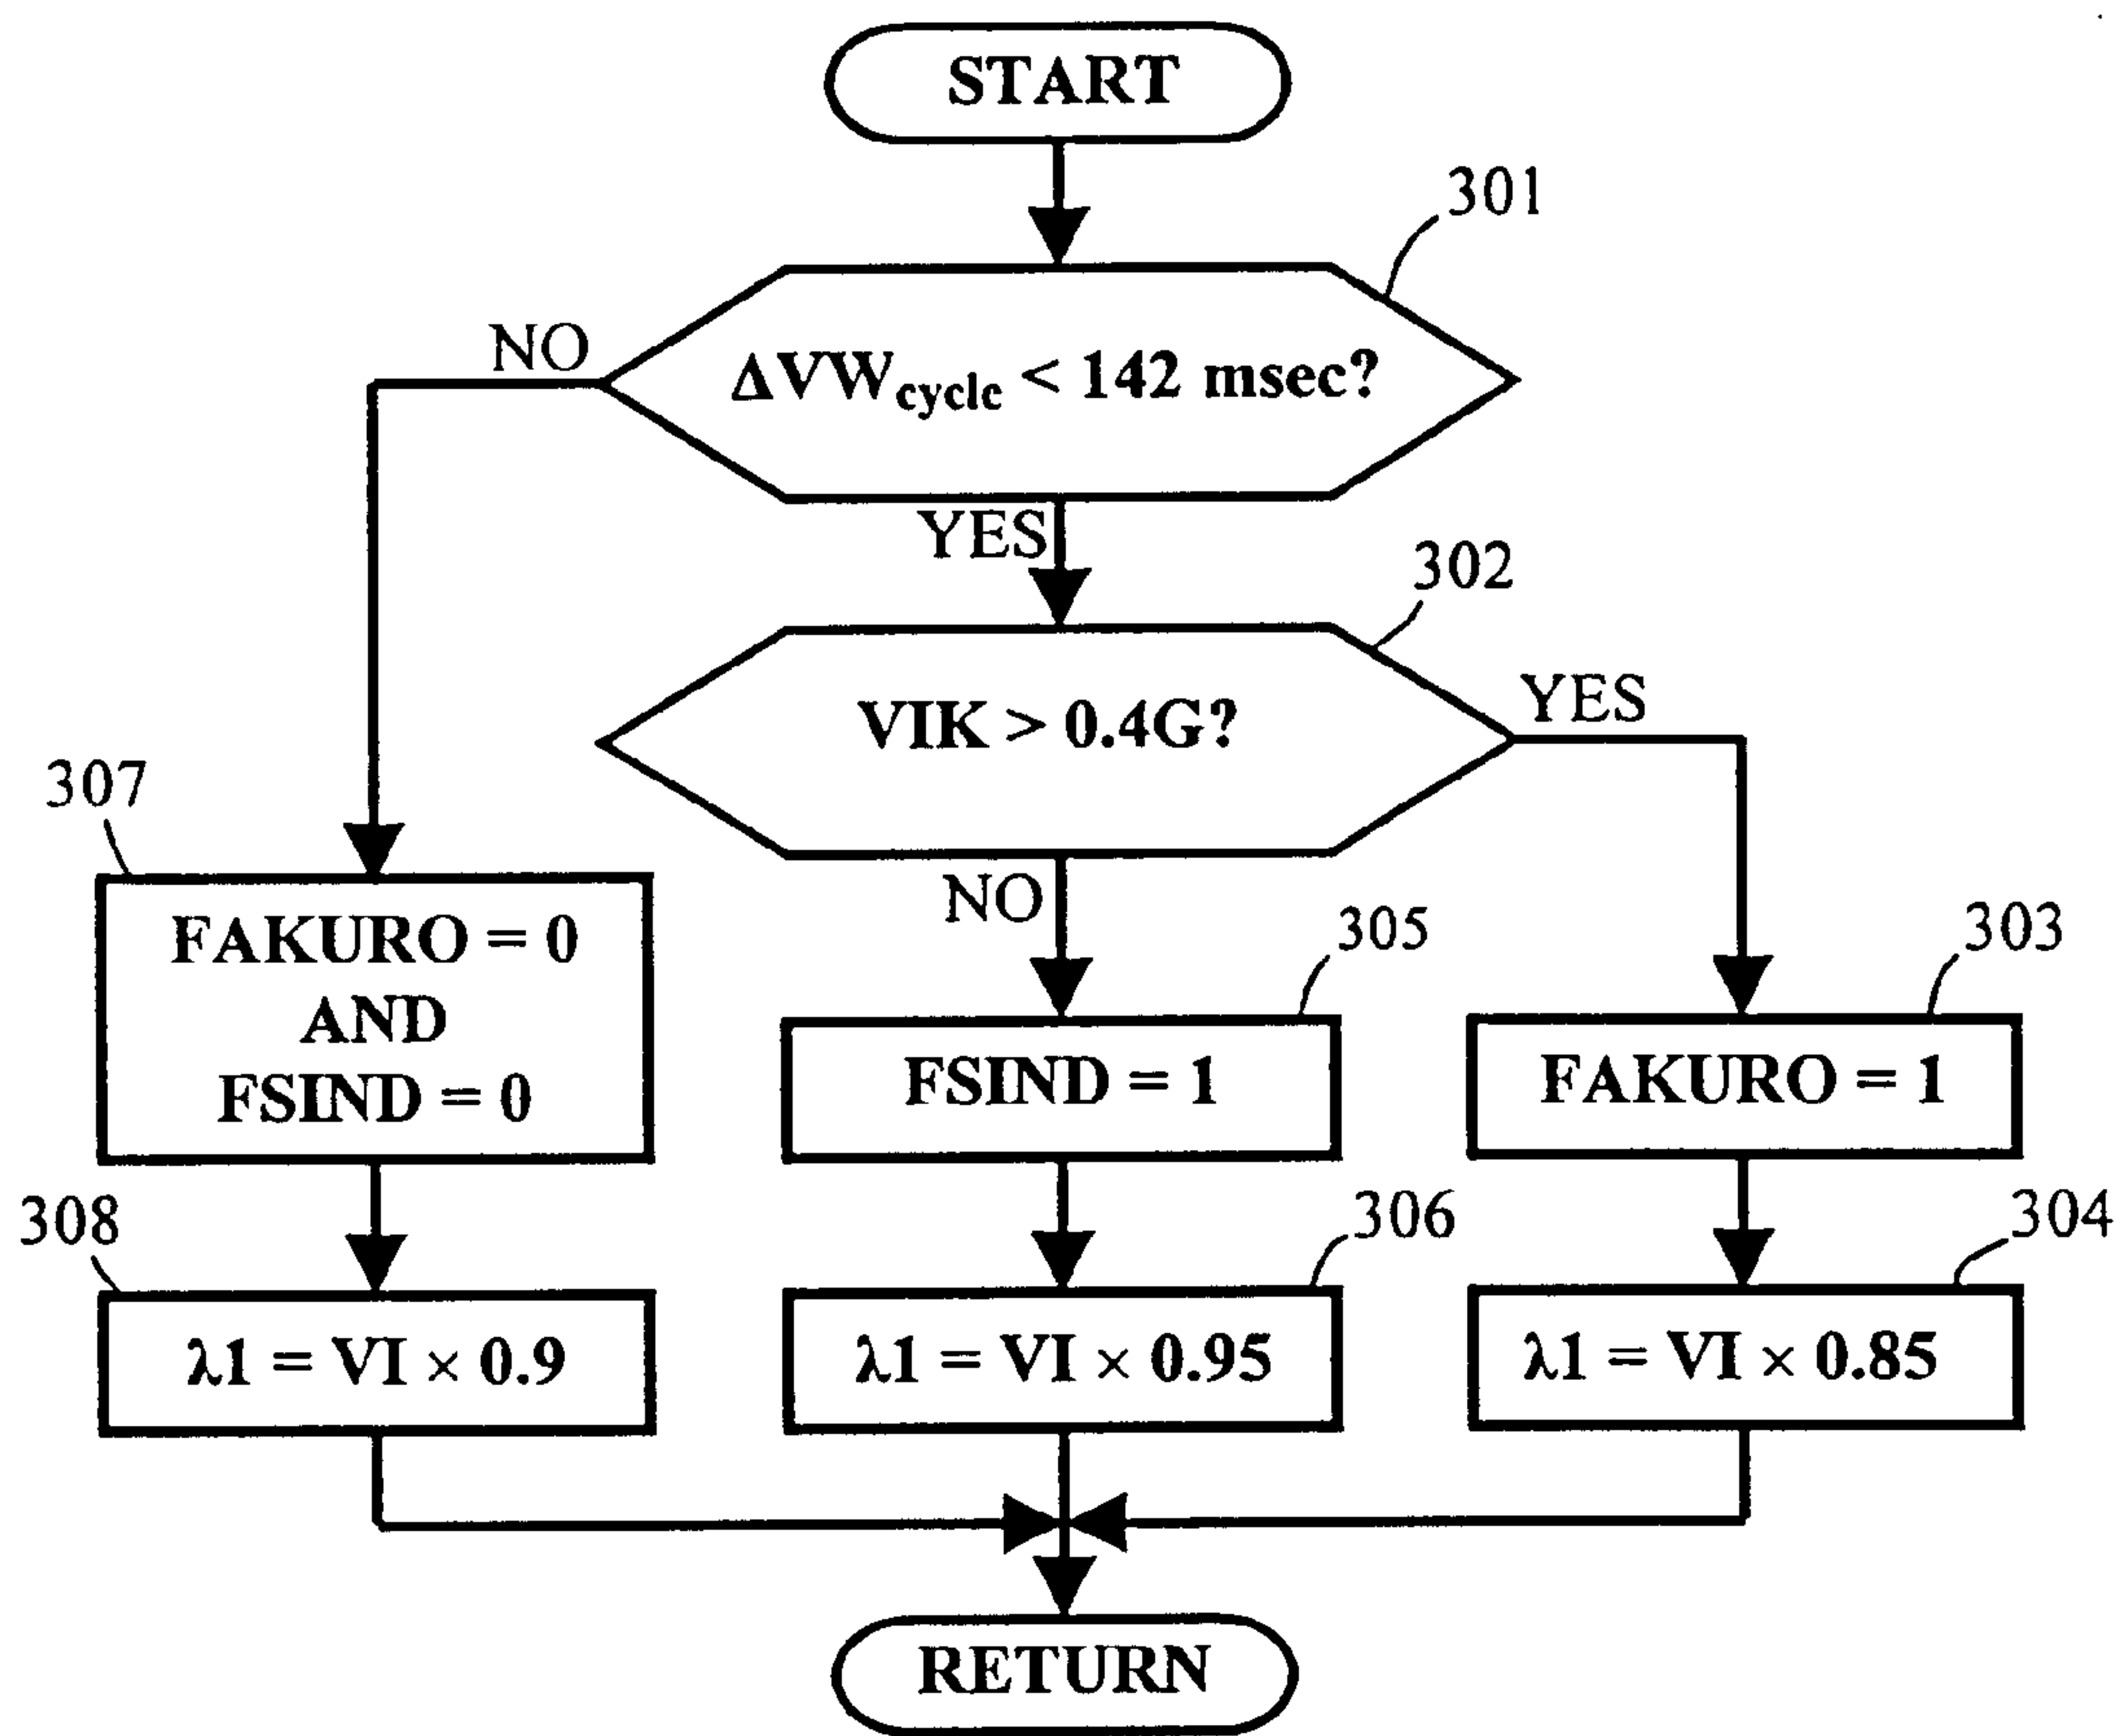 START
301
ΔVWcycle < 142 msec?
NO
YES
302
VIK > 0.4G?
YES
NO
307
FAKURO = 0
AND
FSIND = 0
305
FSIND = 1
303
FAKURO = 1
308
λ1 = VI × 0.9
306
λ1 = VI × 0.95
304
λ1 = VI × 0.85
RETURN